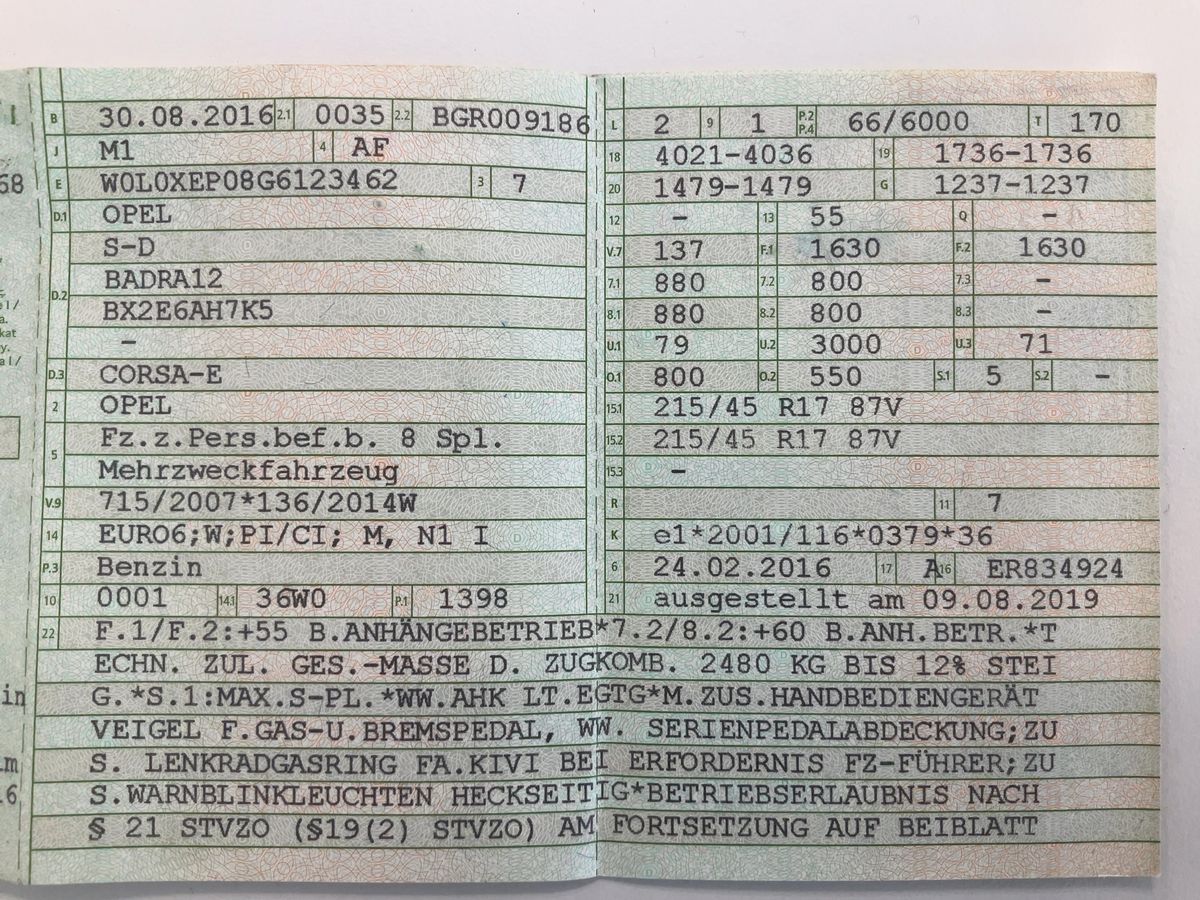 B 30.08.2016 2.1 0035 2.2 BGR009186
J M1 4 AF
E W0L0XEP08G6123462 3 7
D.1 OPEL
S-D
D.2 BADRA12
BX2E6AH7K5
-
D.3 CORSA-E
2 OPEL
5 Fz.z.Pers.bef.b. 8 Spl.
Mehrzweckfahrzeug
V.9 715/2007*136/2014W
14 EURO6;W;PI/CI; M, N1 I
P.3 Benzin
10 0001 14.1 36W0 P.1 1398
L 2 9 1 P.2 P.4 66/6000 T 170
18 4021-4036 19 1736-1736
20 1479-1479 G 1237-1237
12 - 13 55 Q -
V.7 137 F.1 1630 F.2 1630
7.1 880 7.2 800 7.3 -
8.1 880 8.2 800 8.3 -
U.1 79 U.2 3000 U.3 71
O.1 800 O.2 550 S.1 5 S.2 -
15.1 215/45 R17 87V
15.2 215/45 R17 87V
15.3 -
R 11 7
K e1*2001/116*0379*36
6 24.02.2016 17 A 16 ER834924
21 ausgestellt am 09.08.2019
22 F.1/F.2:+55 B.ANHÄNGEBETRIEB*7.2/8.2:+60 B.ANH.BETR.*T
ECHN. ZUL. GES.-MASSE D. ZUGKOMB. 2480 KG BIS 12% STEI
G.*S.1:MAX.S-PL.*WW.AHK LT.EGTG*M.ZUS.HANDBEDIENGERÄT
VEIGEL F.GAS-U.BREMSPEDAL, WW. SERIENPEDALABDECKUNG;ZU
S. LENKRADGASRING FA.KIVI BEI ERFORDERNIS FZ-FÜHRER;ZU
S.WARNBLINKLEUCHTEN HECKSEITIG*BETRIEBSERLAUBNIS NACH
§ 21 STVZO (§19(2) STVZO) AM FORTSETZUNG AUF BEIBLATT